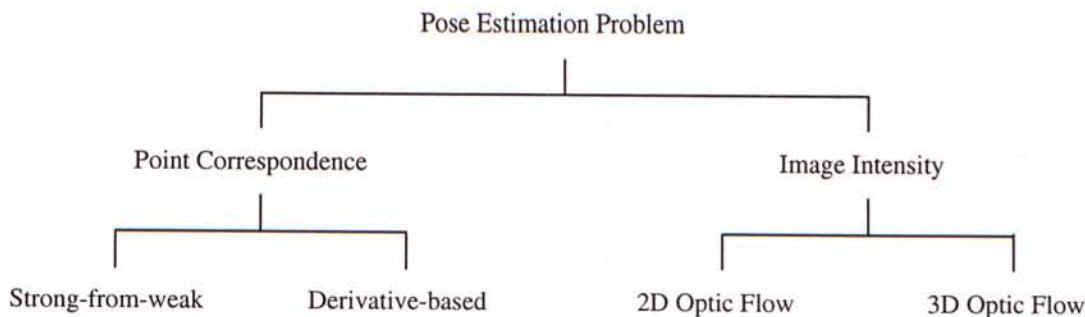 Pose Estimation Problem
Point Correspondence
Image Intensity
Strong-from-weak
Derivative-based
2D Optic Flow
3D Optic Flow